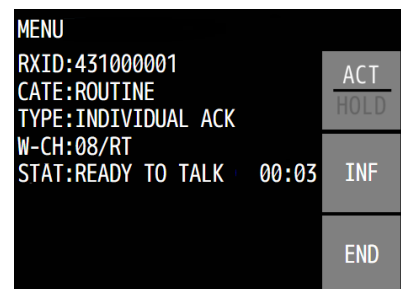 MENU
RXID:431000001
CATE:ROUTINE
TYPE:INDIVIDUAL ACK
W-CH:08/RT
STAT:READY TO TALK 00:03
ACT
HOLD
INF
END